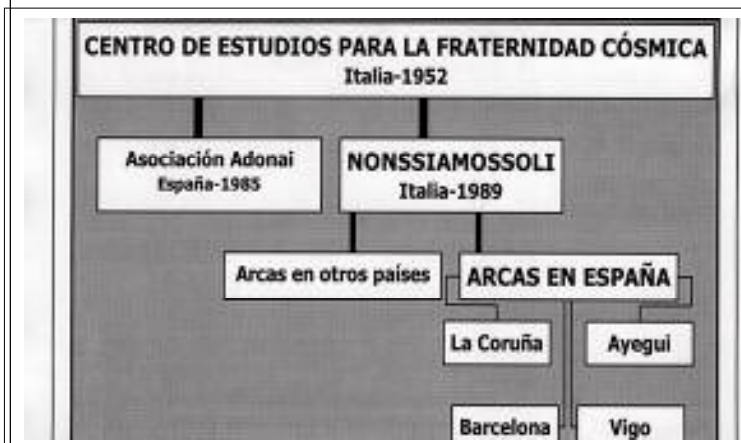 CENTRO DE ESTUDIOS PARA LA FRATERNIDAD CÓSMICA
Italia-1952
Asociación Adonai
España-1985
NONSSIAMOSSOLI
Italia-1989
Arcas en otros países
ARCAS EN ESPAÑA
La Coruña
Ayegui
Barcelona
Vigo